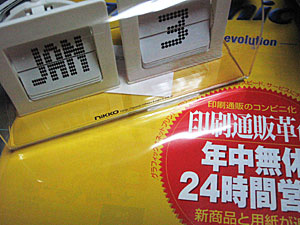 JAN
3
evolution
nikko
印刷通販のコンビニ化
印刷通販革
年中無休
24時間営
新商品と用紙が